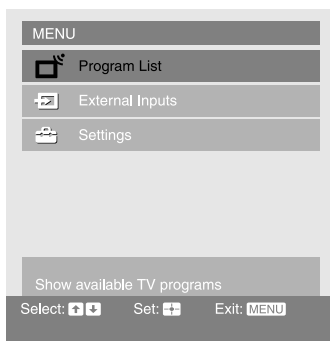 MENU
Program List
External Inputs
Settings
Show available TV programs
Select: Set: Exit: MENU